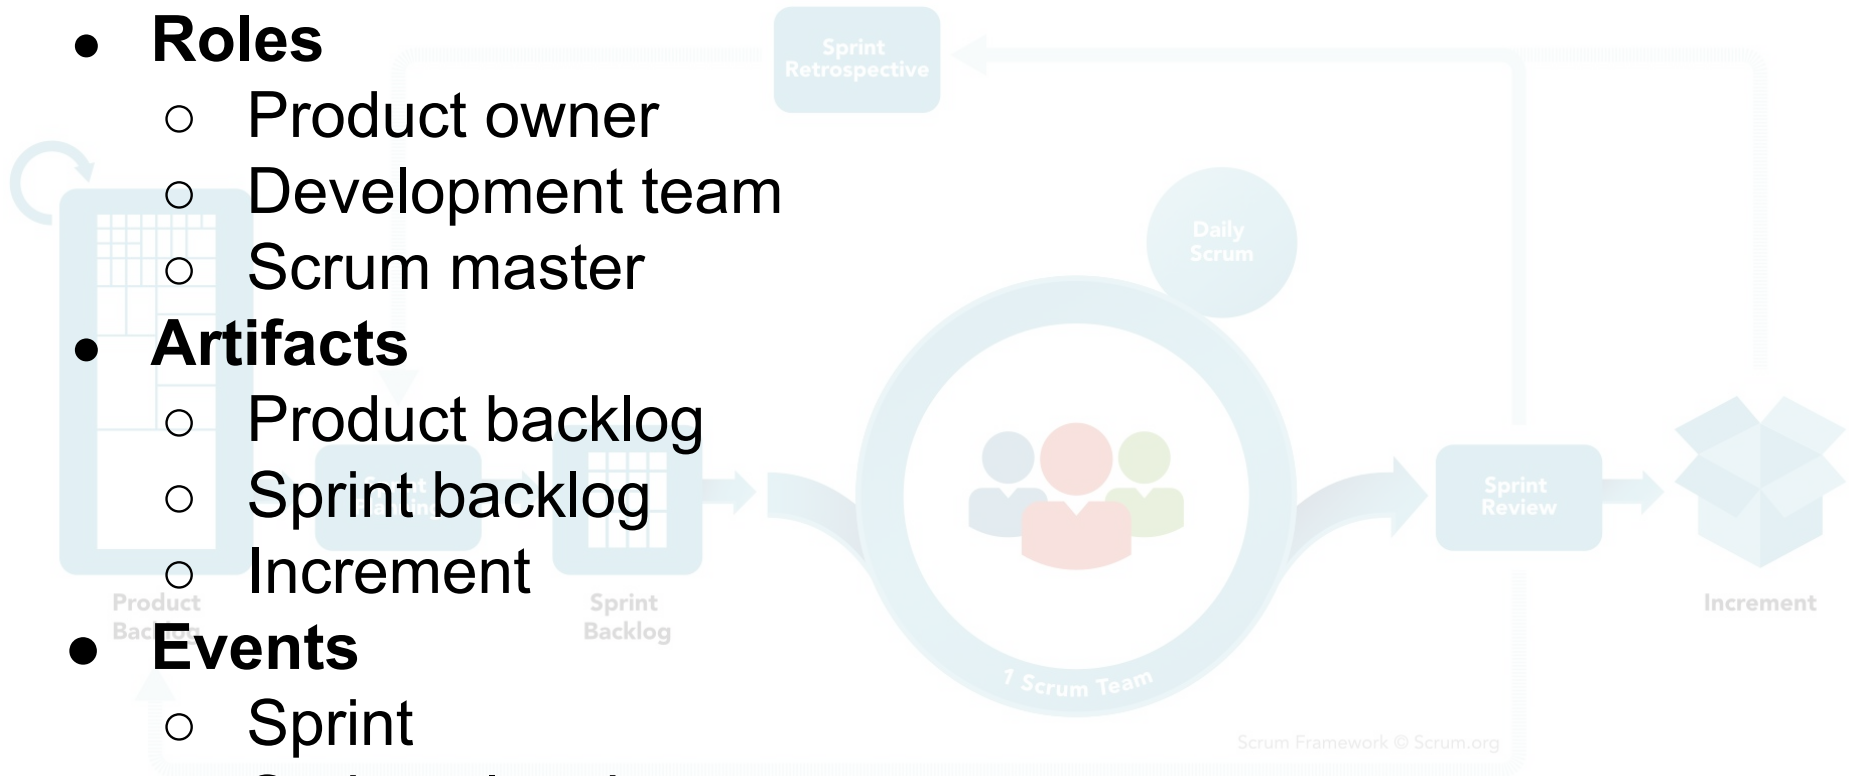 ● Roles
○ Product owner
○ Development team
○ Scrum master
● Artifacts
○ Product backlog
○ Sprint backlog
○ Increment
● Events
○ Sprint
Sprint
Retrospective
Daily
Scrum
Sprint
Review
Product
Backlog
Sprint
Backlog
Increment
1 Scrum Team
Scrum Framework © Scrum.org